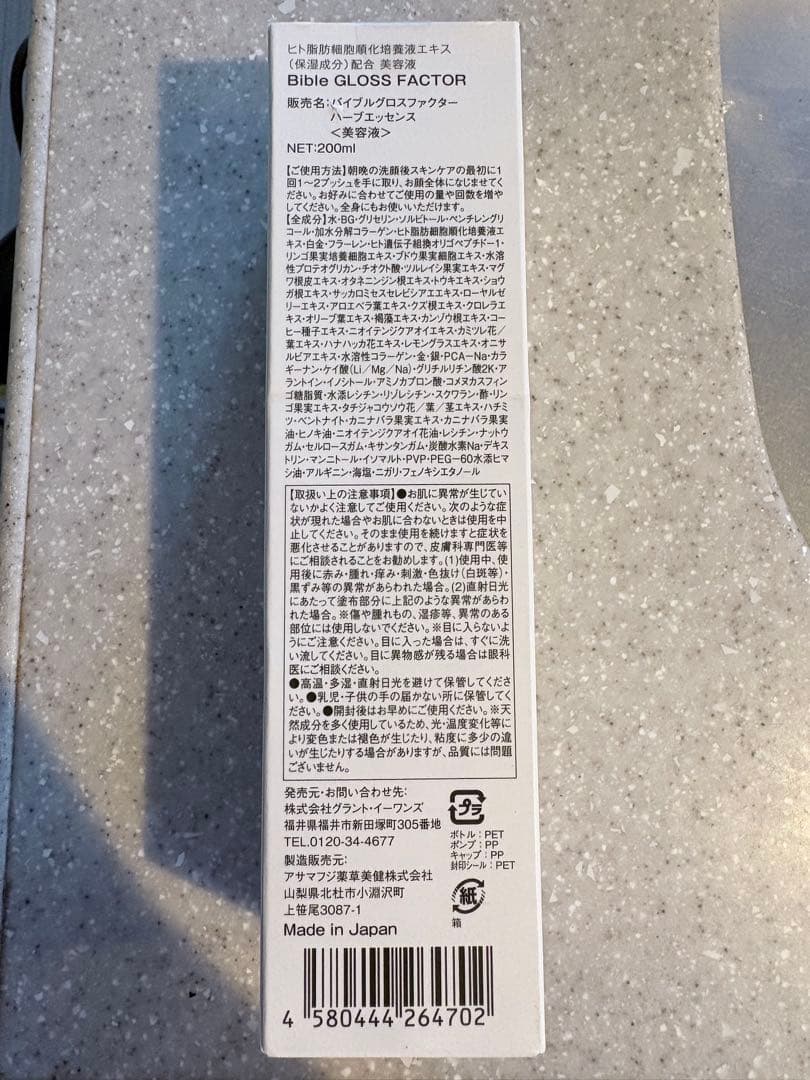 ヒト脂肪細胞順化培養液エキス
(保湿成分)配合 美容液
Bible GLOSS FACTOR
販売名:バイブルグロスファクター
ハーブエッセンス
＜美容液＞
NET:200ml
【ご使用方法】朝晩の洗顔後スキンケアの最初に1
回1〜2プッシュを手に取り、お顔全体になじませてく
ださい。お好みに合わせてご使用の量や回数を増や
してください。全身にもお使いいただけます。
【全成分】水・BG・グリセリン・ソルビトール・ペンチレングリ
コール・加水分解コラーゲン・ヒト脂肪細胞順化培養液エ
キス・白金・フラーレン・ヒト遺伝子組換オリゴペプチド−1・
リンゴ果実培養細胞エキス・ブドウ果実細胞エキス・水溶
性プロテオグリカン・チオクト酸・ツルレイシ果実エキス・マグ
ワ根皮エキス・オタネニンジン根エキス・トウキエキス・ショウ
ガ根エキス・サッカロミセスセレビシアエエキス・ローヤルゼ
リーエキス・アロエベラ葉エキス・クズ根エキス・クロレラエ
キス・オリーブ葉エキス・褐藻エキス・カンゾウ根エキス・コー
ヒー種子エキス・ニオイテンジクアオイエキス・カミツレ花／
葉エキス・ハナハッカ花エキス・レモングラスエキス・オニサ
ルビアエキス・水溶性コラーゲン・金・銀・PCA−Na・カラ
ギーナン・ケイ酸(Li／Mg／Na)・グリチルリチン酸2K・ア
ラントイン・イノシトール・アミノカプロン酸・コメヌカスフィン
ゴ糖脂質・水添レシチン・リゾレシチン・スクワラン・酢・リン
ゴ果実エキス・タチジャコウソウ花／葉／茎エキス・ハチミ
ツ・ベントナイト・カニナバラ果実エキス・カニナバラ果実
油・ヒノキ油・ニオイテンジクアオイ花油・レシチン・ナットウ
ガム・セルロースガム・キサンタンガム・炭酸水素Na・デキス
トリン・マンニトール・イソマルト・PVP・PEG−60水添ヒマ
シ油・アルギニン・海塩・ニガリ・フェノキシエタノール
【取扱い上の注意事項】●お肌に異常が生じてい
ないかよく注意してご使用ください。次のような症
状が現れた場合やお肌に合わないときは使用を中
止してください。そのまま使用を続けますと症状を
悪化させることがありますので、皮膚科専門医等
にご相談されることをお勧めします。(1)使用中、使
用後に赤み・腫れ・痒み・刺激・色抜け(白斑等)・
黒ずみ等の異常があらわれた場合。(2)直射日光
にあたって塗布部分に上記のような異常があらわ
れた場合。※傷や腫れもの、湿疹等、異常のある
部位には使用しないでください。※目に入らないよ
うにご注意ください。目に入った場合は、すぐに洗
い流してください。目に異物感が残る場合は眼科
医にご相談ください。
●高温・多湿・直射日光を避けて保管してくださ
い。●乳児・子供の手の届かない所に保管してく
ださい。●開封後はお早めにご使用ください。※天
然成分を多く使用しているため、光・温度変化等に
より変色または褪色が生じたり、粘度に多少の違
いが生じたりする場合がありますが、品質には問題
ございません。
発売元・お問い合わせ先:
株式会社グラント・イーワンズ
福井県福井市新田塚町305番地
TEL.0120-34-4677
製造販売元:
アサマフジ薬草美健株式会社
山梨県北杜市小淵沢町
上笹尾3087-1
Made in Japan
プラ
ボトル:PET
ポンプ:PP
キャップ:PP
封印シール:PET
紙
箱
4 580444 264702